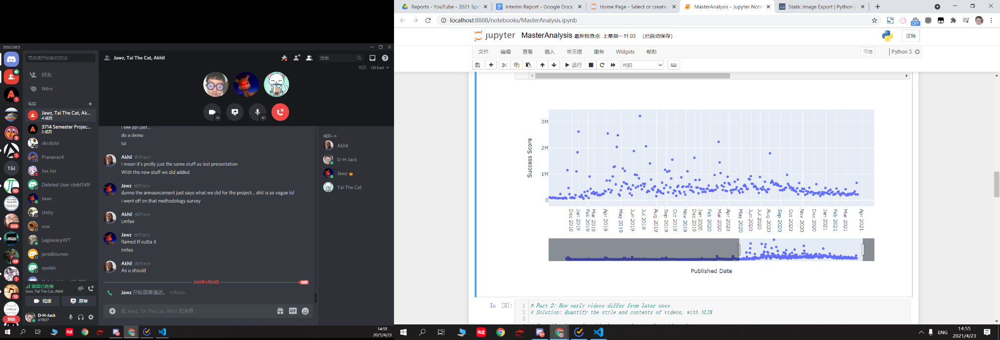 DISCORD
寻找或开始新的对话
好友
Nitro
私信
Jawz, Tai The Cat, Ak...
4 成员
3714 Semester Projec...
3 成员
xkcdubz
Pranavsc4
Jus Jus
Deleted User cbdd7d1f
Jawz
Unity
ssw
LegionaryWT
jaredblumen
opolek
语音已连接
Jawz, Tai The Cat, Akhil
视频
屏幕
D-H-Jack
#7807
T&I
1
5
1
30
528
44
1
10
新的
Jawz, Tai The Cat, Akhil
搜索
地区 US East
I see ppl just...
do a demo
lol
Akhil 昨天18:07
I mean it's prolly just the same stuff as last presentation
With the new stuff we did added
Jawz 昨天18:10
dunno the announcement just says what we did for the project... shit is so vague lol
i went off on that methodology survey
Akhil 昨天18:10
Lmfao
Jawz 昨天18:10
flamed tf outta it
lmfao
Akhil 昨天18:10
As u should
2021年4月23日
新的
Jawz 开始语音通话。 今天14:01
给 Jawz, Tai The Cat, Akhil 发消息
GIF
成员—4
Akhil
D-H-Jack
Jawz
Tai The Cat
14:55
2021/4/23
Reports - YouTube - 2021 Spri
Interim Report - Google Docs
Home Page - Select or create
MasterAnalysis - Jupyter Note
Static Image Export | Python |
localhost:8888/notebooks/MasterAnalysis.ipynb
OFF
jupyter
MasterAnalysis 最新检查点: 上星期一11:03 (已自动保存)
注销
文件
编辑
查看
插入
单元格
服务
Widgets
帮助
可信
Python 3
运行
代码
3M
2M
1M
0
Success Score
Dec 2018
Jan 2019
Feb 2019
Mar 2019
Apr 2019
May 2019
Jun 2019
Jul 2019
Aug 2019
Sep 2019
Oct 2019
Nov 2019
Dec 2019
Jan 2020
Feb 2020
Mar 2020
Apr 2020
May 2020
Jun 2020
Jul 2020
Aug 2020
Sep 2020
Oct 2020
Nov 2020
Dec 2020
Jan 2021
Feb 2021
Mar 2021
Apr 2021
Published Date
In [5]:
1 # Part 2: How early videos differ from later ones
2 # Solution: Quantify the style and contents of videos, with NLTK
3
ENG
14:55
2021/4/23